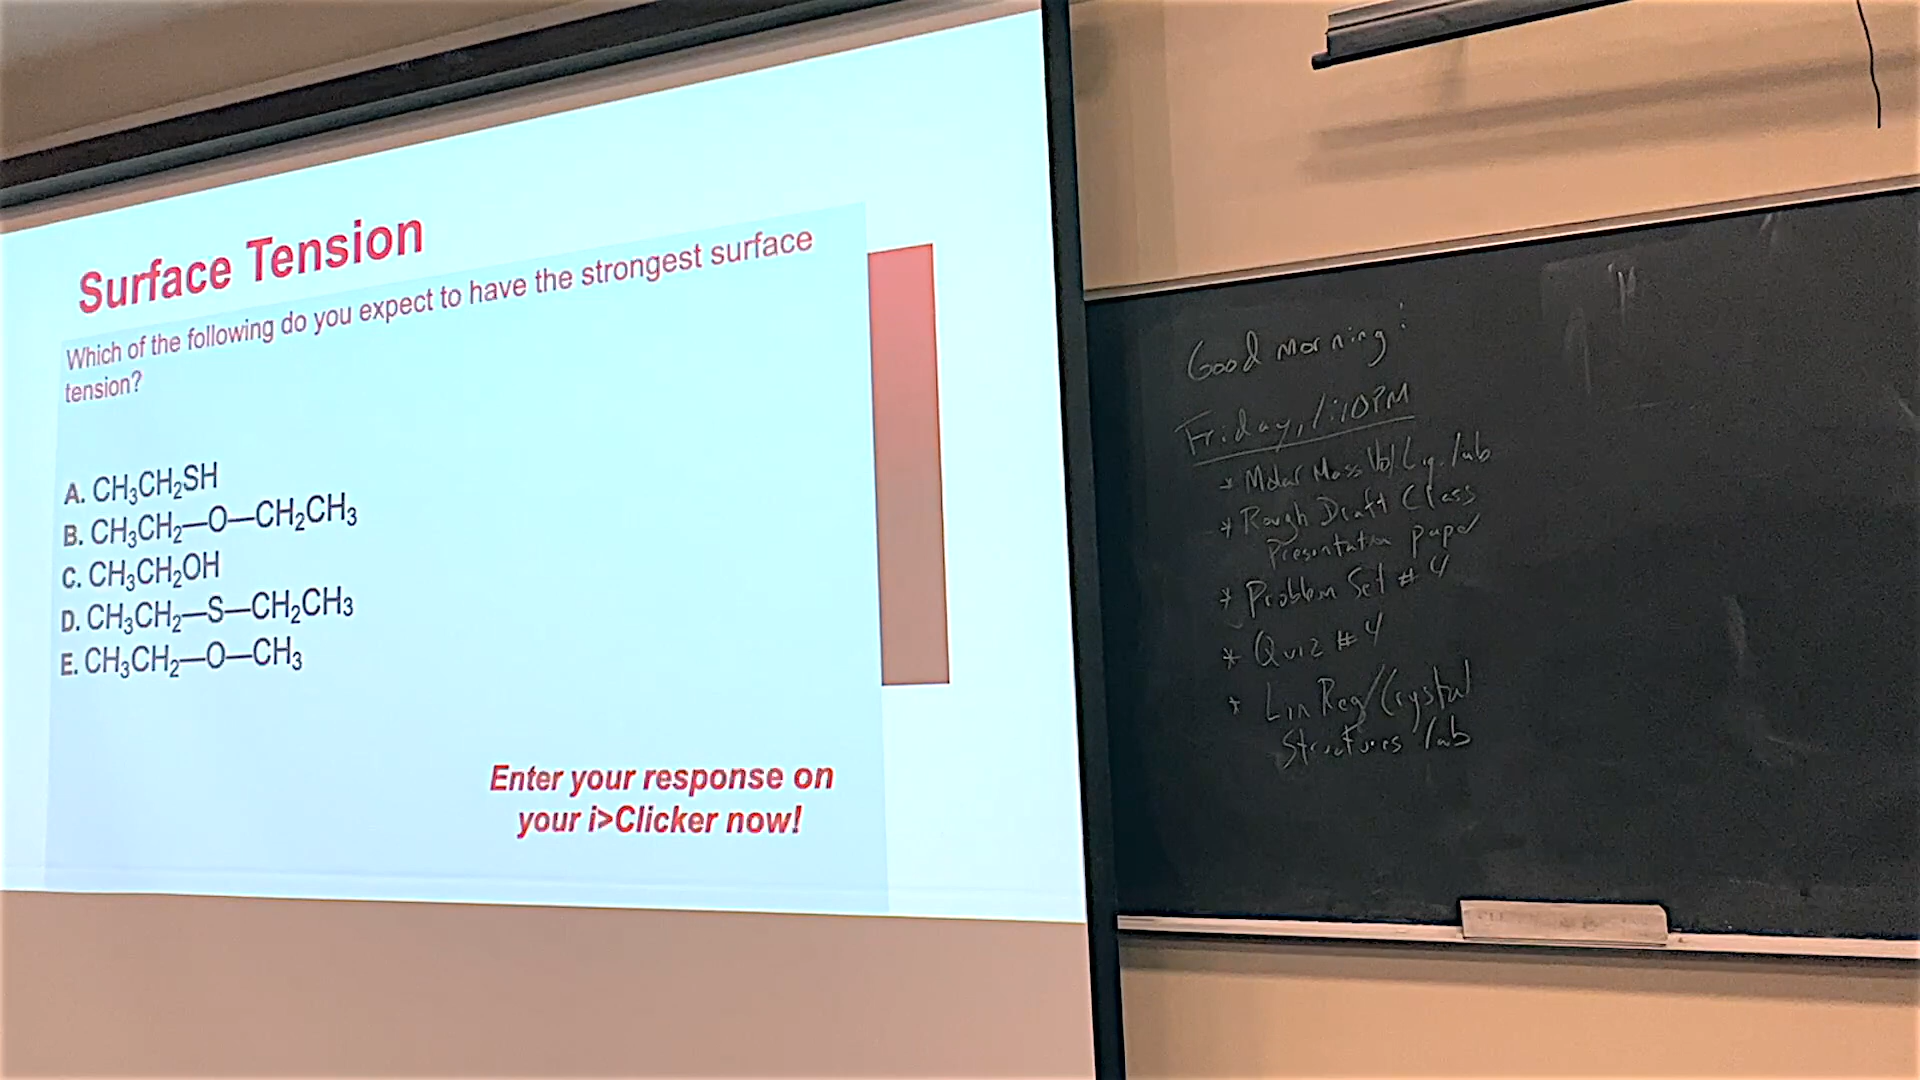 Surface Tension
Which of the following do you expect to have the strongest surface
tension?
A. CH₃CH₂SH
B. CH₃CH₂—O—CH₂CH₃
C. CH₃CH₂OH
D. CH₃CH₂—S—CH₂CH₃
E. CH₃CH₂—O—CH₃
Enter your response on
your i>Clicker now!
Good morning!
Friday, 1:10PM
* Molar Mass Vol Liq. lab
* Rough Draft Class
Presentation paper
* Problem Set # 4
* Quiz # 4
* Lin Reg/Crystal
Structures lab